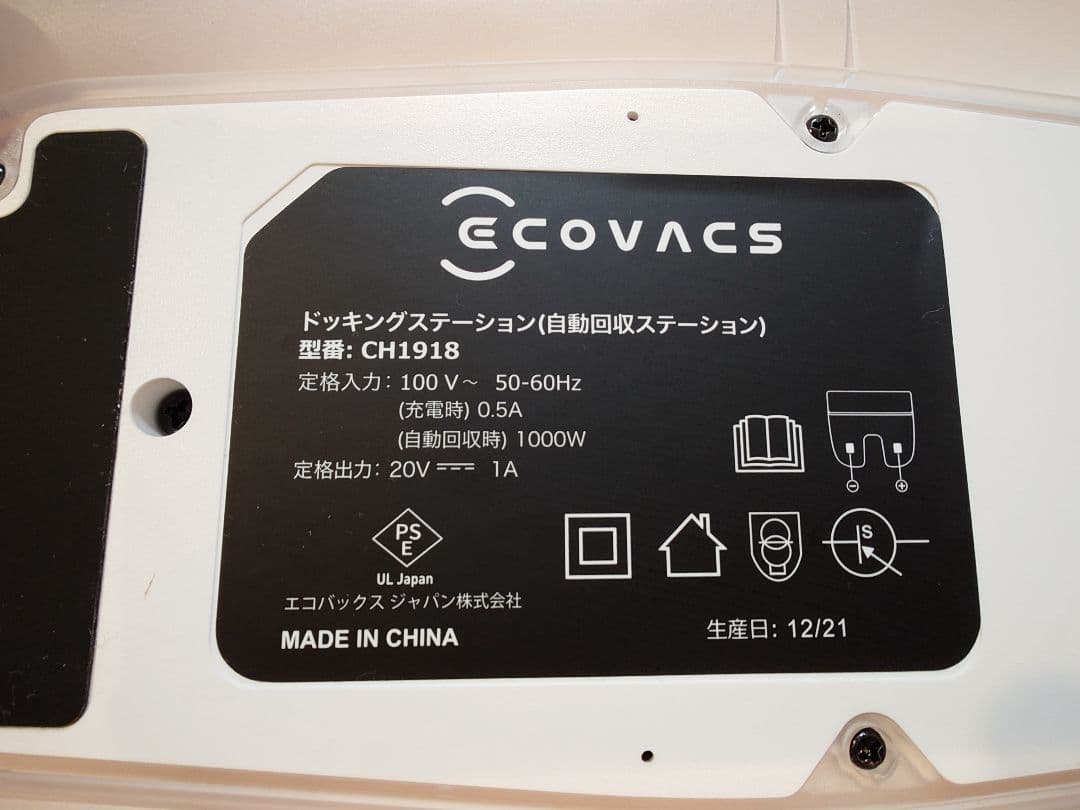 ECOVACS
ドッキングステーション(自動回収ステーション)
型番: CH1918
定格入力: 100 V～ 50-60Hz
(充電時) 0.5A
(自動回収時) 1000W
定格出力: 20V ⎓ 1A
PS
E
UL Japan
エコバックス ジャパン株式会社
MADE IN CHINA
S
生産日: 12/21